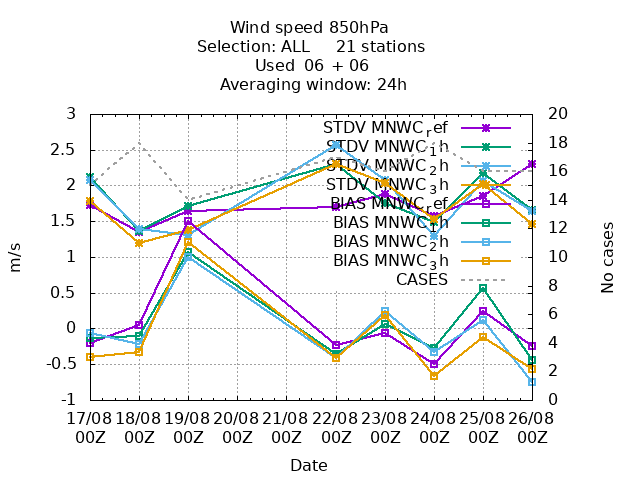 Wind speed 850hPa
Selection: ALL 21 stations
Used 06 + 06
Averaging window: 24h
3
2.5
2
1.5
1
0.5
0
-0.5
-1
m/s
20
18
16
14
12
10
8
6
4
2
0
No cases
STDV MNWC_ref
STDV MNWC_1h
STDV MNWC_2h
STDV MNWC_3h
BIAS MNWC_ref
BIAS MNWC_1h
BIAS MNWC_2h
BIAS MNWC_3h
CASES
17/08 18/08 19/08 20/08 21/08 22/08 23/08 24/08 25/08 26/08
00Z 00Z 00Z 00Z 00Z 00Z 00Z 00Z 00Z 00Z
Date